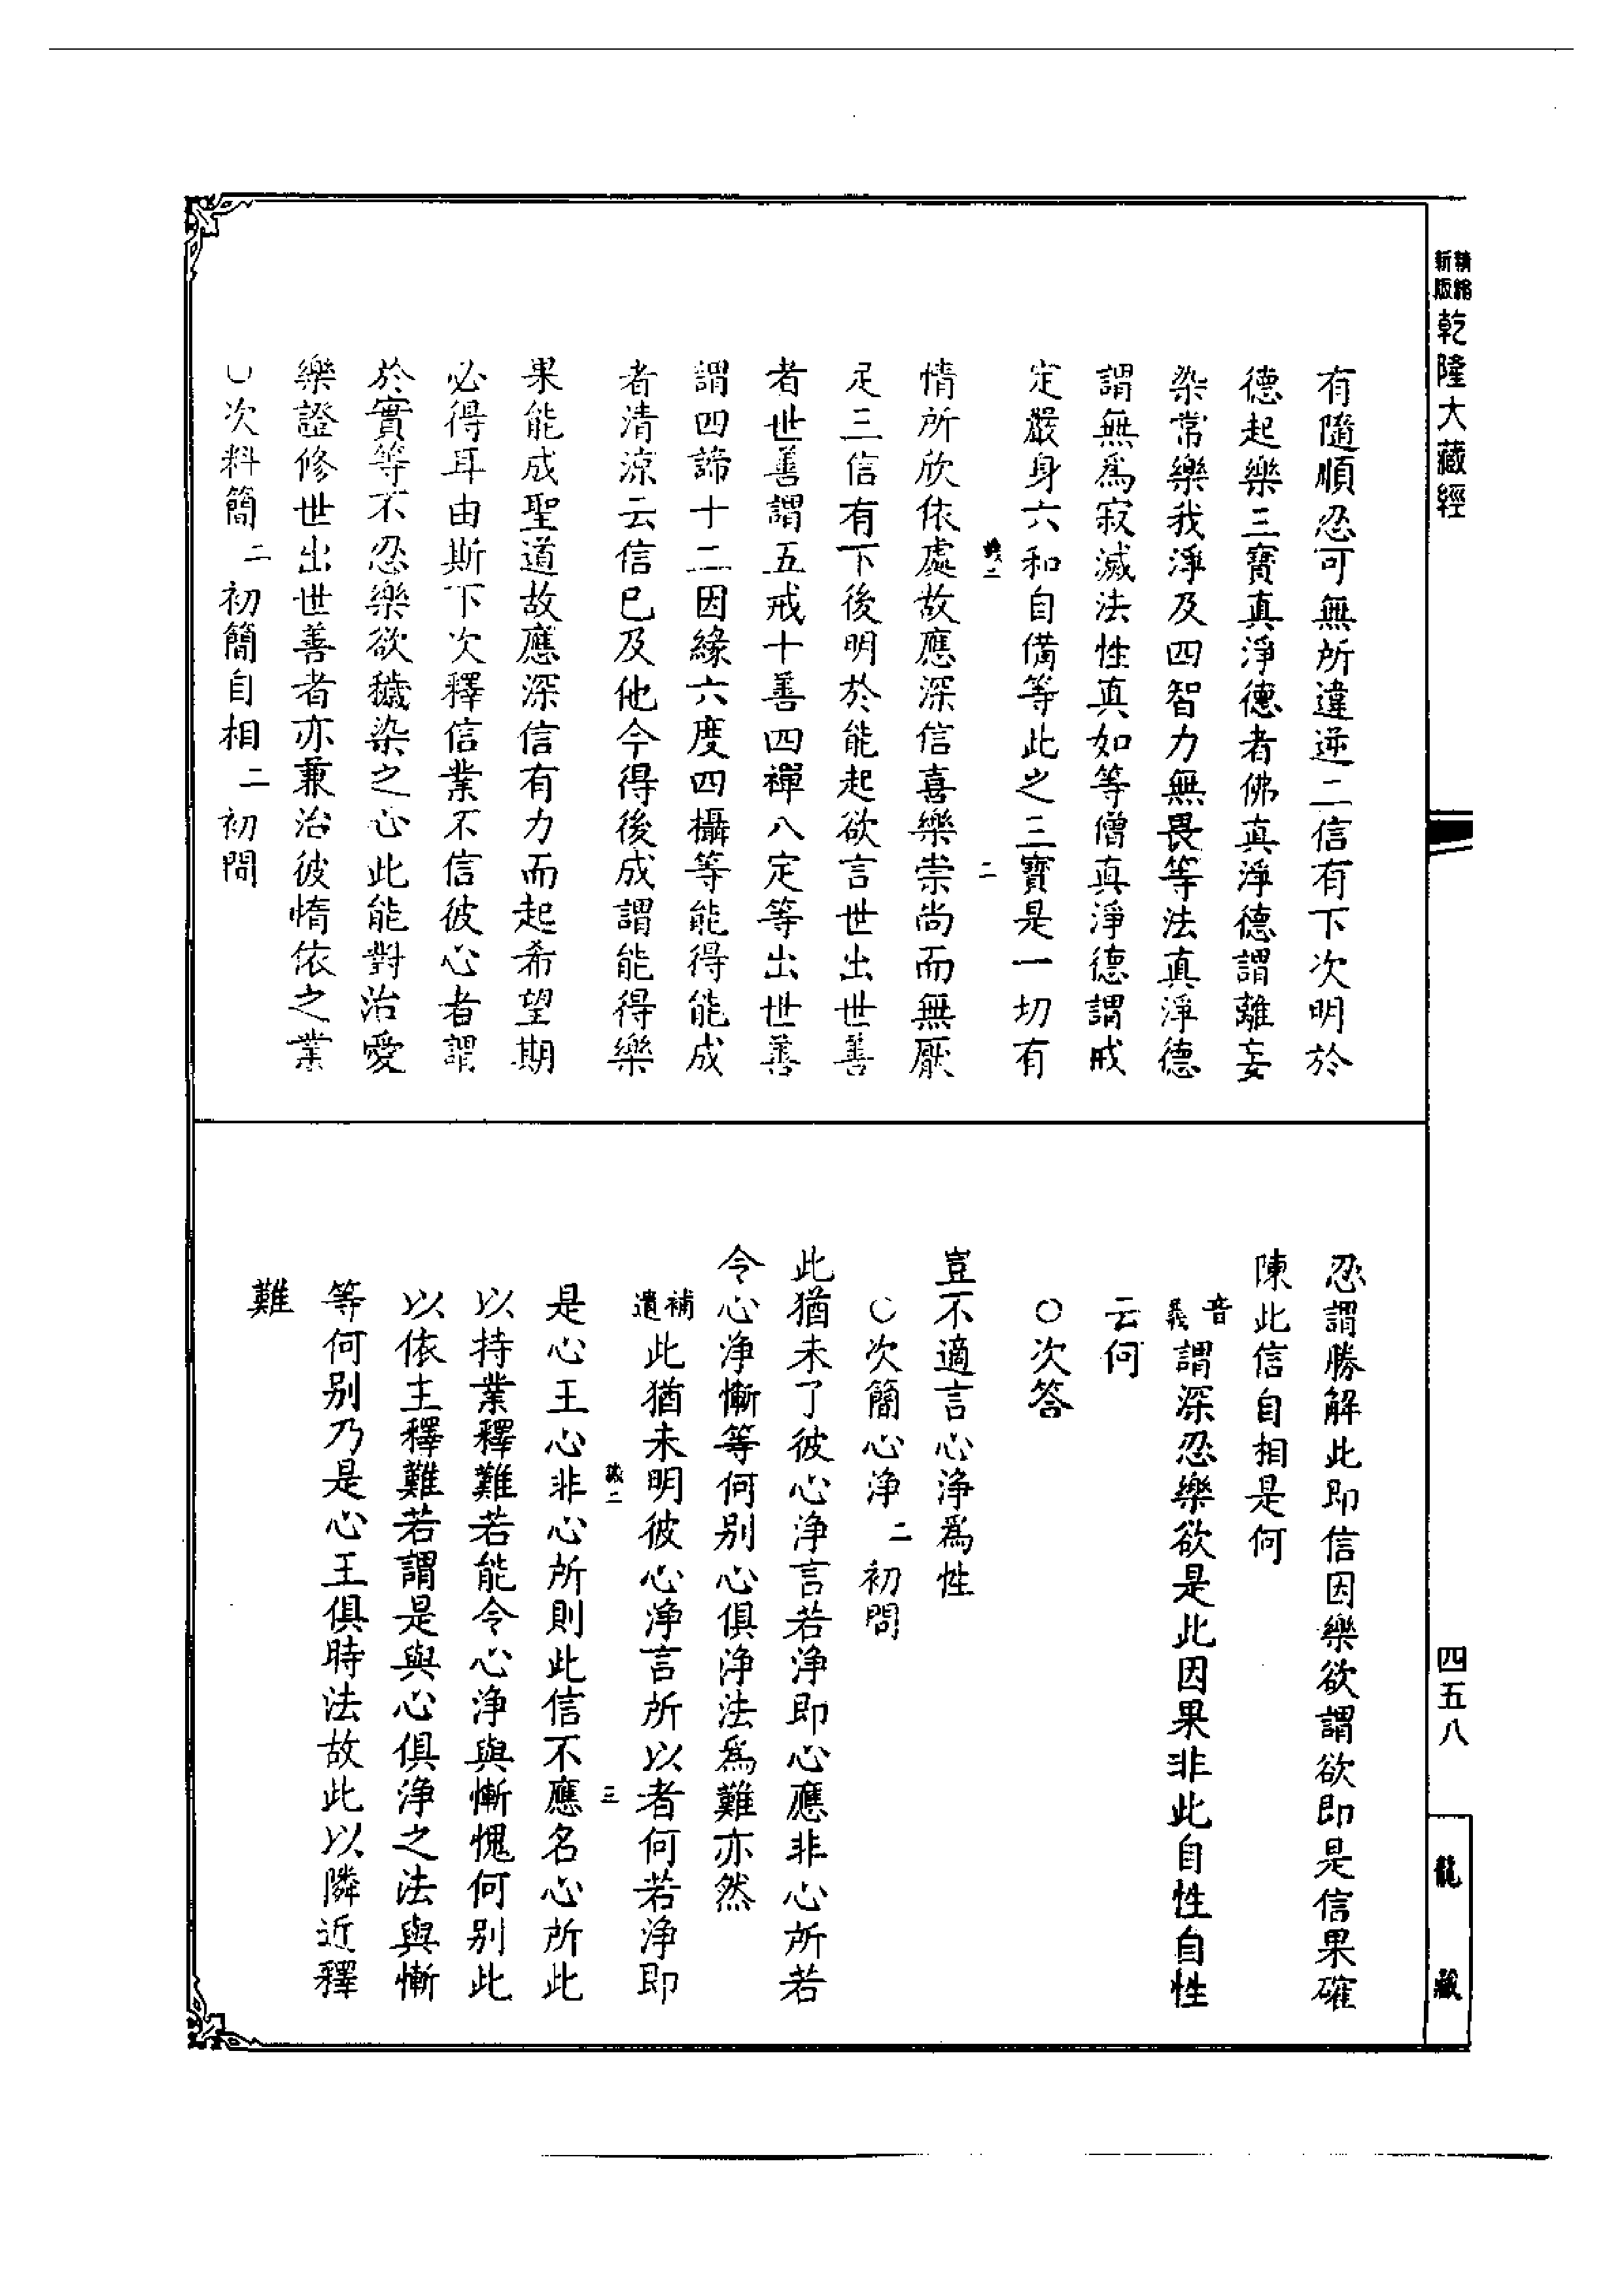 精縮
新版
乾隆大藏經
四五八
龍藏
有隨順忍可無所違逆二信有下次明於
德起樂三寶真淨德者佛真淨德謂離妄
染常樂我淨及四智力無畏等法真淨德
謂無爲寂滅法性真如等僧真淨德謂戒
定嚴身六和自備等此之三寶是一切有
二
情所欣依處故應深信喜樂崇尚而無厭
足三信有下後明於能起欲言世出世善
者世善謂五戒十善四禪八定等出世善
謂四諦十二因緣六度四攝等能得能成
者清涼云信已及他今得後成謂能得樂
果能成聖道故應深信有力而起希望期
必得耳由斯下次釋信業不信彼心者謂
於實等不忍樂欲穢染之心此能對治愛
樂證修世出世善者亦兼治彼惰依之業
○次料簡二初簡自相二初問
忍謂勝解此即信因樂欲謂欲即是信果確
陳此信自相是何
音義謂深忍樂欲是此因果非此自性自性
云何
○次答
豈不適言心淨爲性
○次簡心淨二初問
此猶未了彼心淨言若淨即心應非心所若
令心淨慚等何别心俱淨法爲難亦然
補遺此猶未明彼心淨言所以者何若淨即
三
是心王心非心所則此信不應名心所此
以持業釋難若能令心淨與慚愧何别此
以依主釋難若謂是與心俱淨之法與慚
等何别乃是心王俱時法故此以隣近釋
難